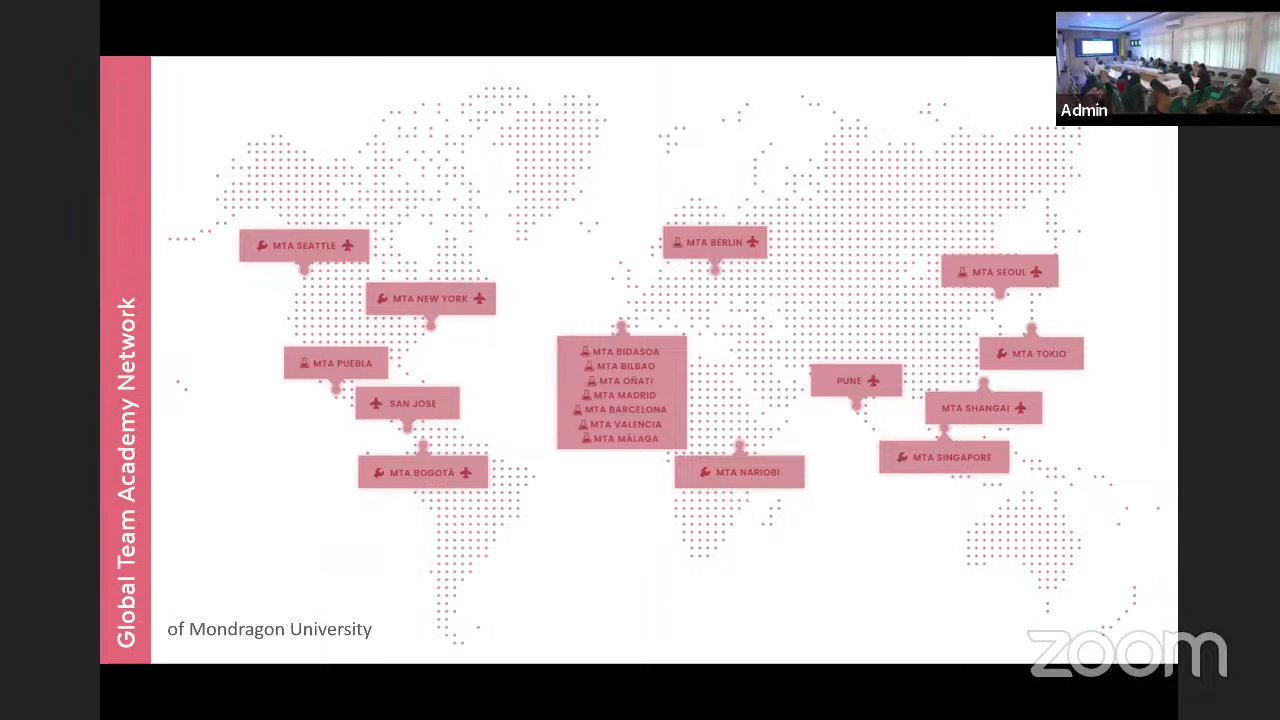 Admin
Global Team Academy Network
MTA SEATTLE
MTA BERLIN
MTA SEOUL
MTA NEW YORK
MTA TOKIO
MTA PUEBLA
MTA BIDASOA
MTA BILBAO
MTA OÑATI
MTA MADRID
MTA BARCELONA
MTA VALENCIA
MTA MÁLAGA
PUNE
SAN JOSE
MTA SHANGAI
MTA BOGOTÁ
MTA NARIOBI
MTA SINGAPORE
of Mondragon University
zoom